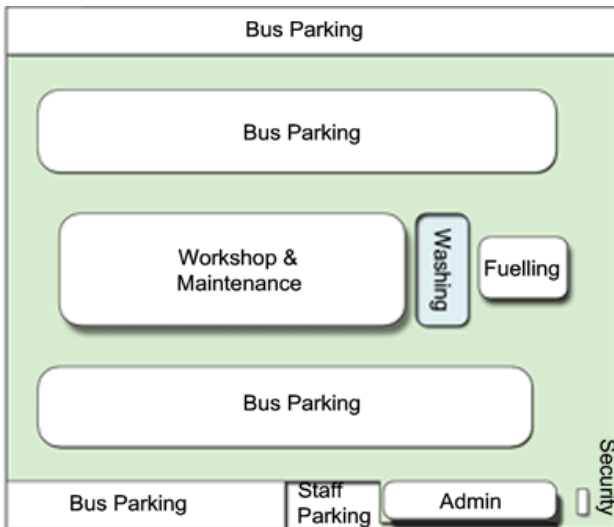 Bus Parking
Bus Parking
Workshop &
Maintenance
Washing
Fuelling
Bus Parking
Security
Bus Parking
Staff
Parking
Admin